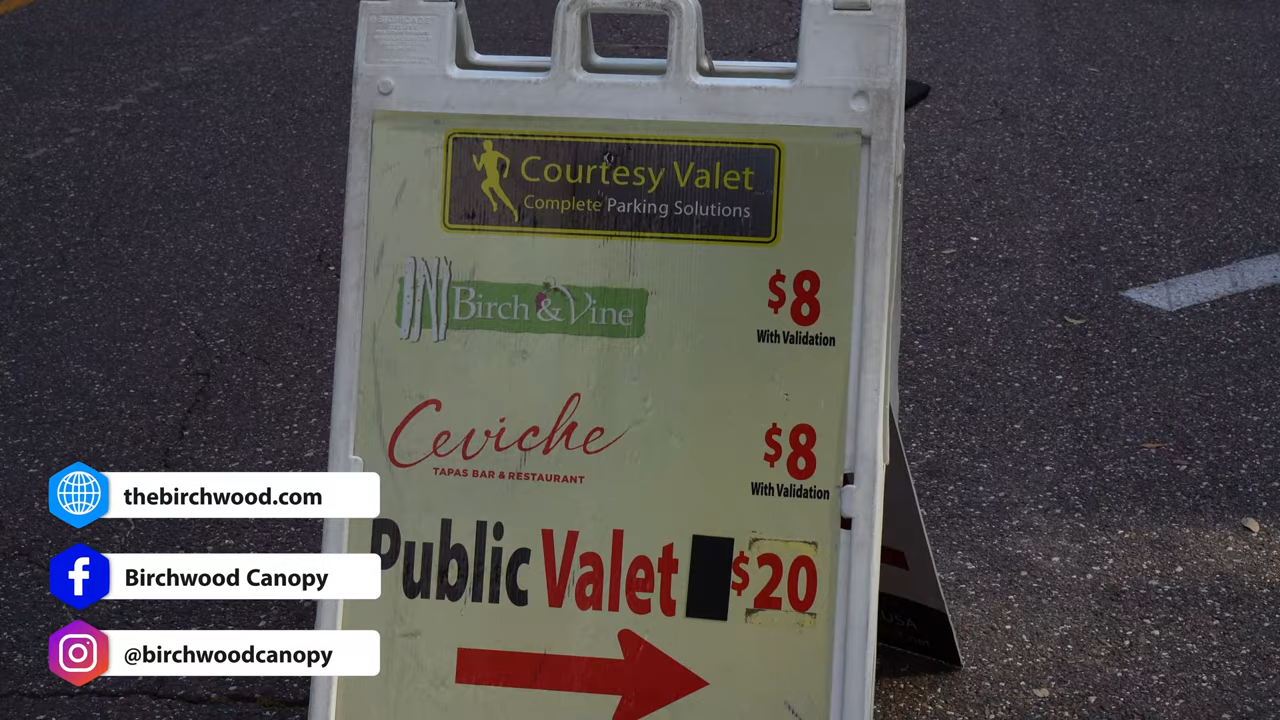 Courtesy Valet
Complete Parking Solutions
Birch & Vine
$8
With Validation
Ceviche
TAPAS BAR & RESTAURANT
$8
With Validation
Public Valet $20
thebirchwood.com
Birchwood Canopy
@birchwoodcanopy
USA